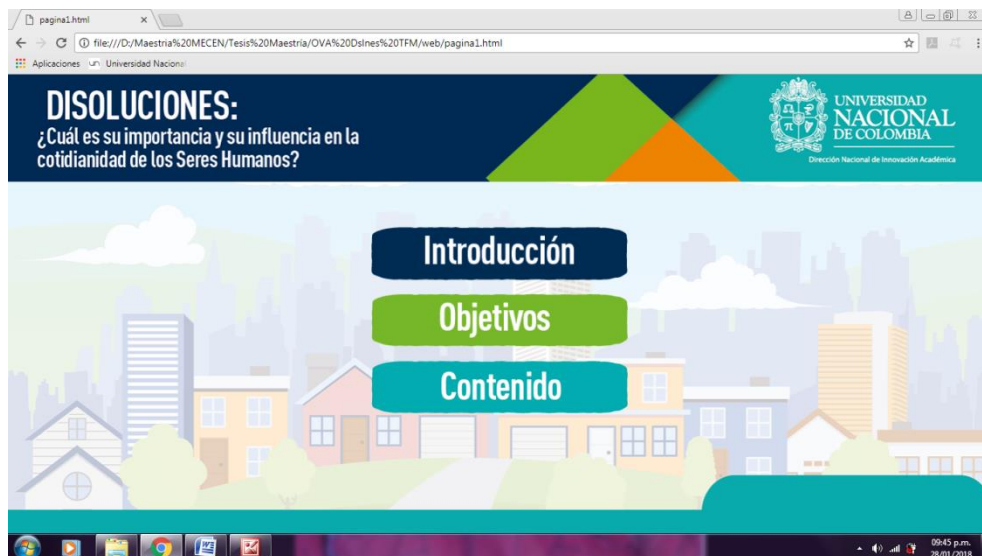 pagina1.html
file:///D:/Maestria%20MECEN/Tesis%20Maestria/OVA%20DsInes%20TFM/web/pagina1.html
Aplicaciones
Universidad Nacional
DISOLUCIONES:
¿Cuál es su importancia y su influencia en la
cotidianidad de los Seres Humanos?
UNIVERSIDAD
NACIONAL
DE COLOMBIA
Dirección Nacional de Innovación Académica
Introducción
Objetivos
Contenido
09:45 p.m.
28/01/2018